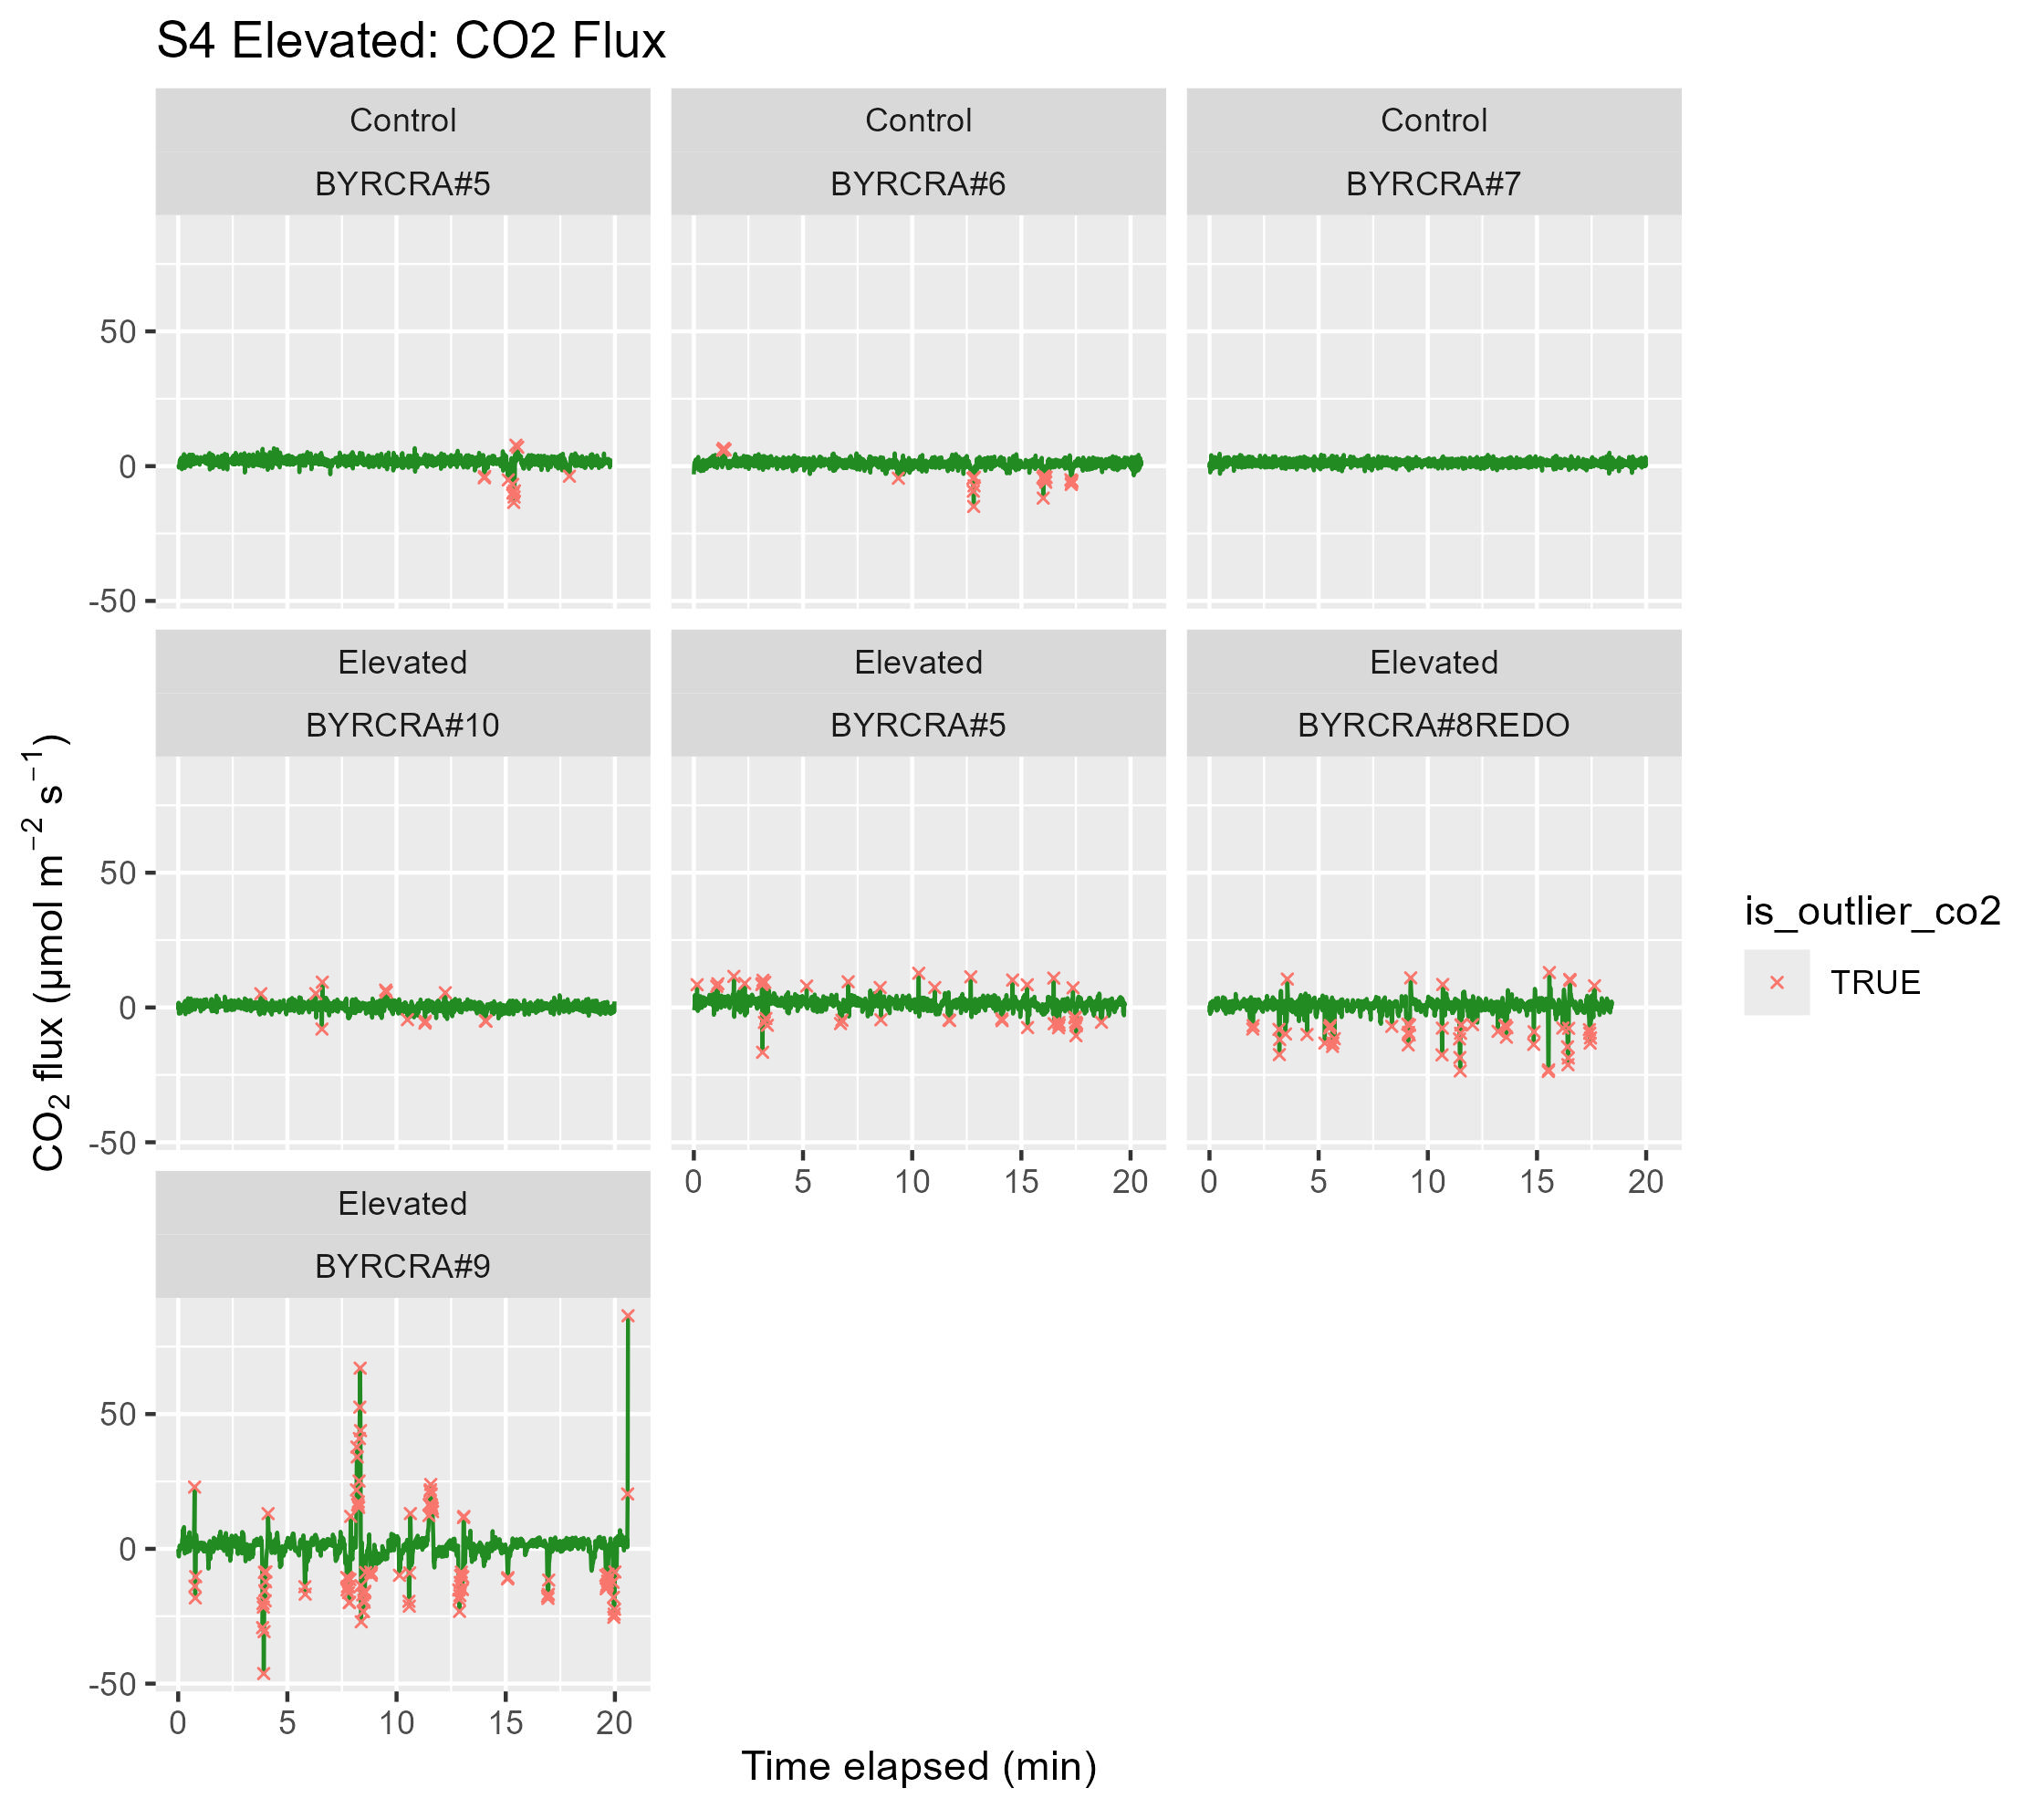 S4 Elevated: CO2 Flux
Control
Control
Control
BYRCRA#5
BYRCRA#6
BYRCRA#7
50
0
-50
Elevated
Elevated
Elevated
BYRCRA#10
BYRCRA#5
BYRCRA#8REDO
50
0
-50
0 5 10 15 20
0 5 10 15 20
Elevated
BYRCRA#9
50
0
-50
0 5 10 15 20
Time elapsed (min)
CO₂ flux (μmol m⁻² s⁻¹)
is_outlier_co2
TRUE